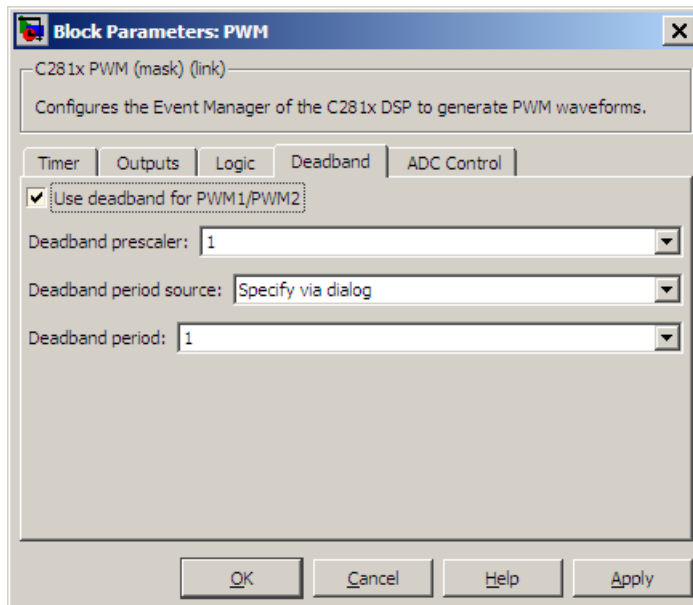 Block Parameters: PWM
C281x PWM (mask) (link)
Configures the Event Manager of the C281x DSP to generate PWM waveforms.
Timer Outputs Logic Deadband ADC Control
Use deadband for PWM1/PWM2
Deadband prescaler: 1
Deadband period source: Specify via dialog
Deadband period: 1
OK Cancel Help Apply